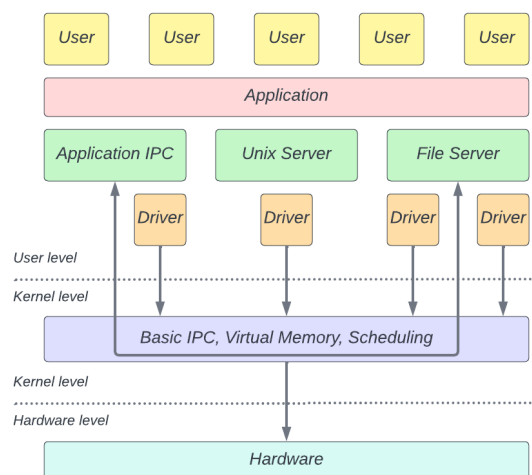 User User User User User
Application
Application IPC Unix Server File Server
Driver Driver Driver Driver
User level
Kernel level
Basic IPC, Virtual Memory, Scheduling
Kernel level
Hardware level
Hardware